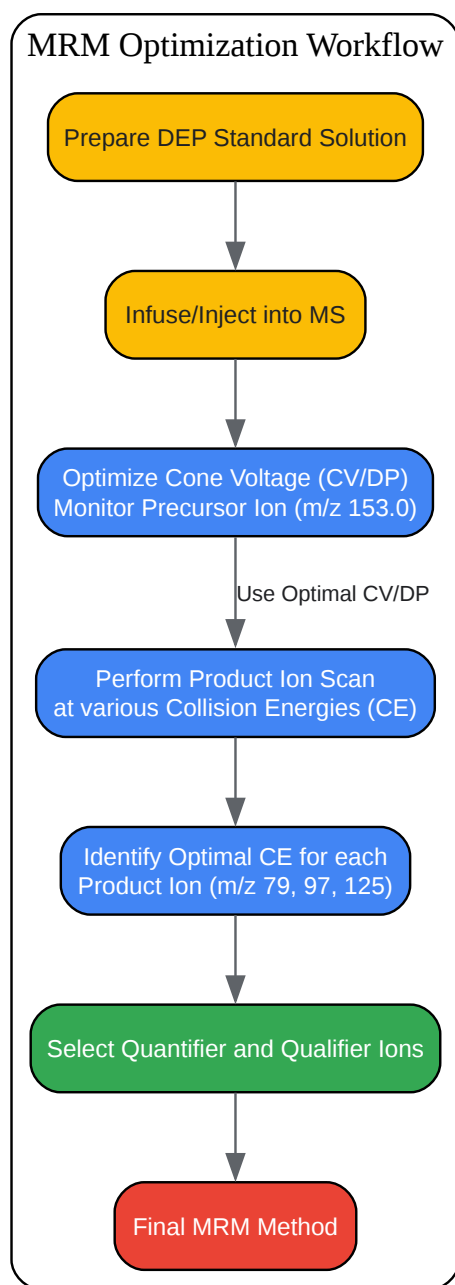 MRM Optimization Workflow
Prepare DEP Standard Solution
Infuse/Inject into MS
Optimize Cone Voltage (CV/DP)
Monitor Precursor Ion (m/z 153.0)
Use Optimal CV/DP
Perform Product Ion Scan
at various Collision Energies (CE)
Identify Optimal CE for each
Product Ion (m/z 79, 97, 125)
Select Quantifier and Qualifier Ions
Final MRM Method